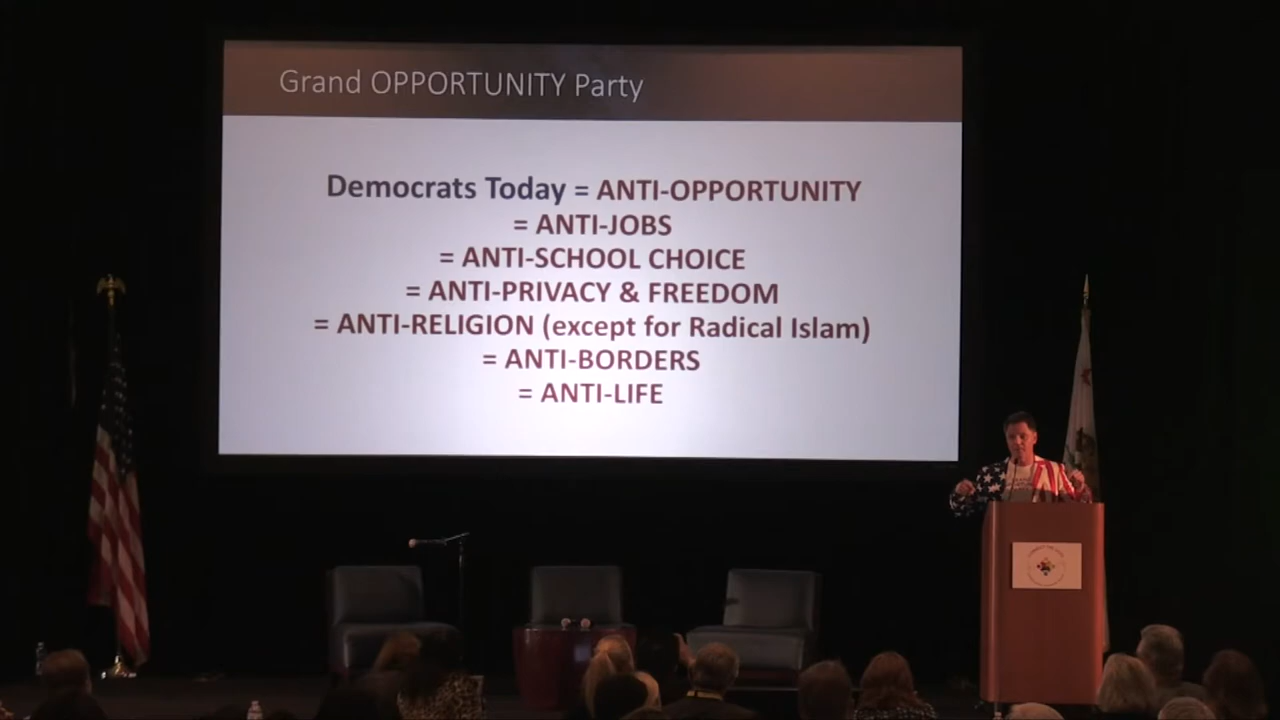 Grand OPPORTUNITY Party
Democrats Today = ANTI-OPPORTUNITY
= ANTI-JOBS
= ANTI-SCHOOL CHOICE
= ANTI-PRIVACY & FREEDOM
= ANTI-RELIGION (except for Radical Islam)
= ANTI-BORDERS
= ANTI-LIFE